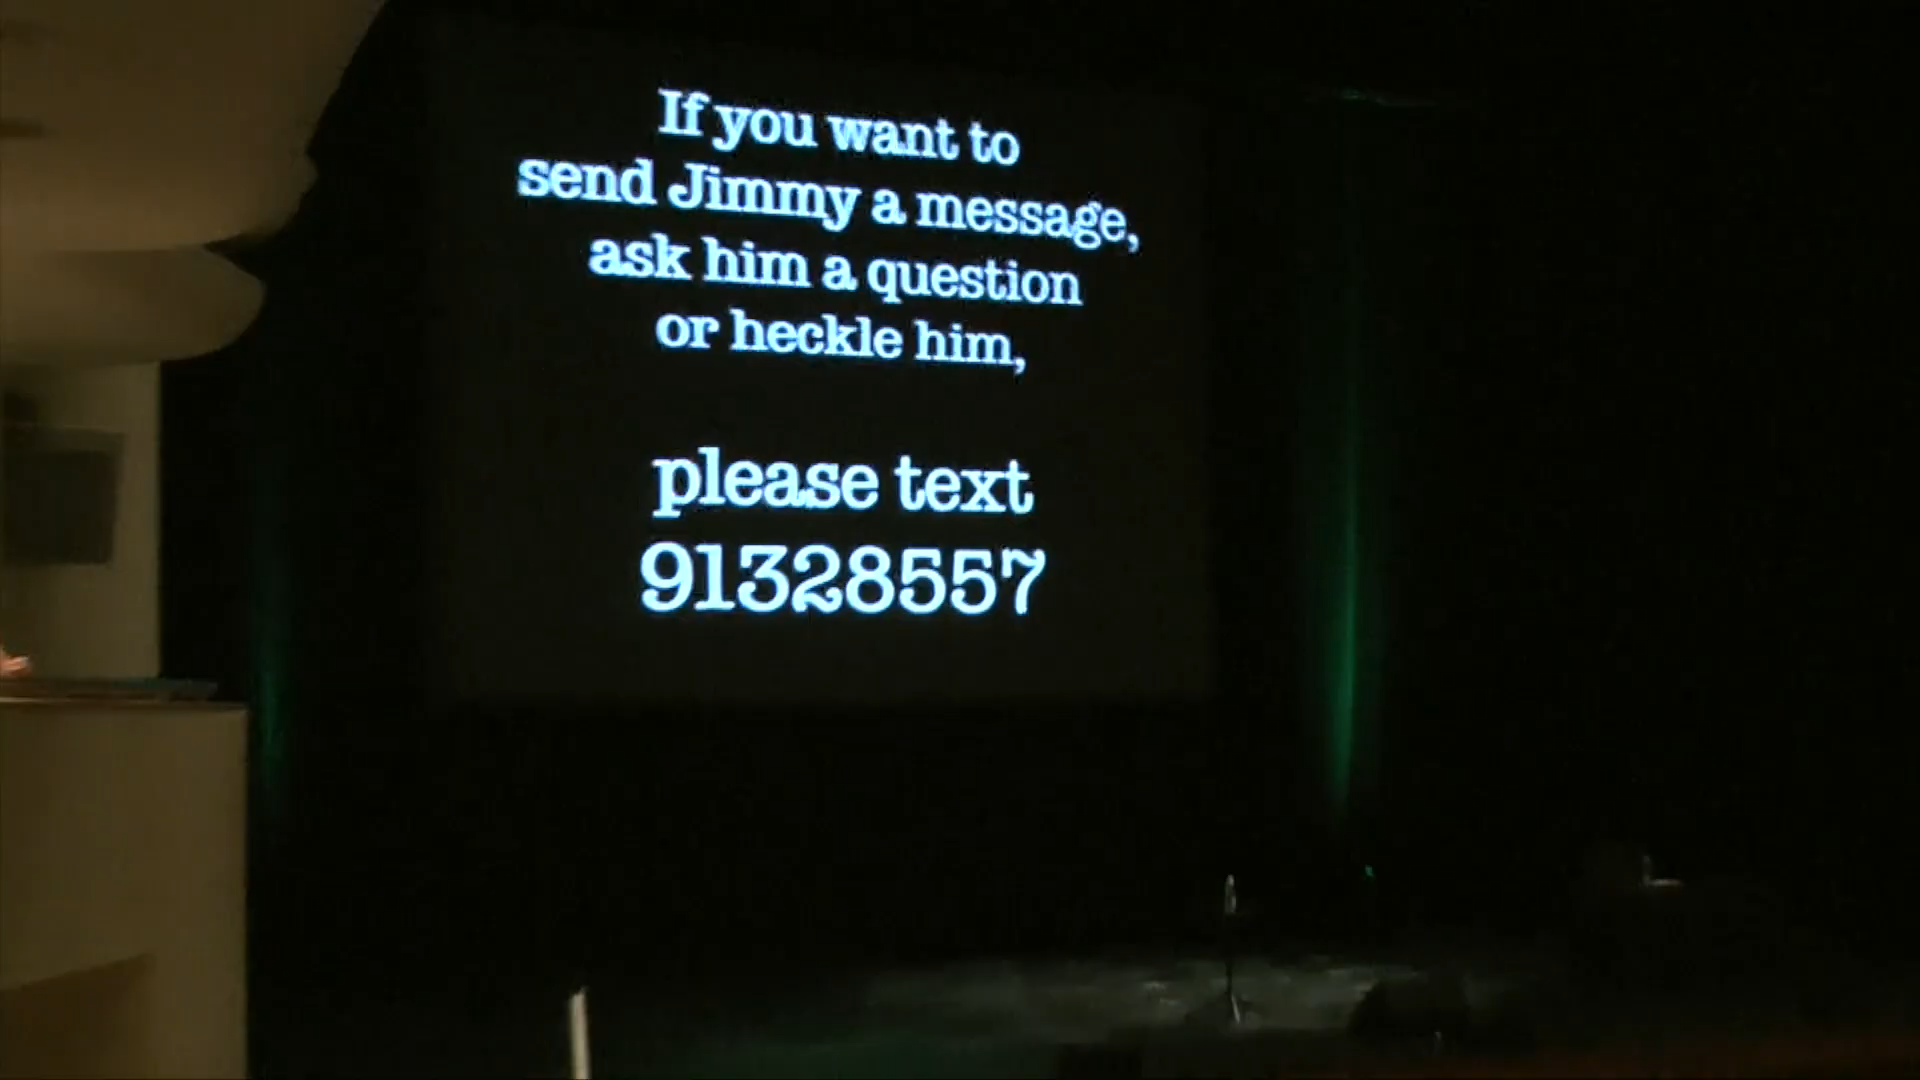 If you want to
send Jimmy a message,
ask him a question
or heckle him,
please text
91328557